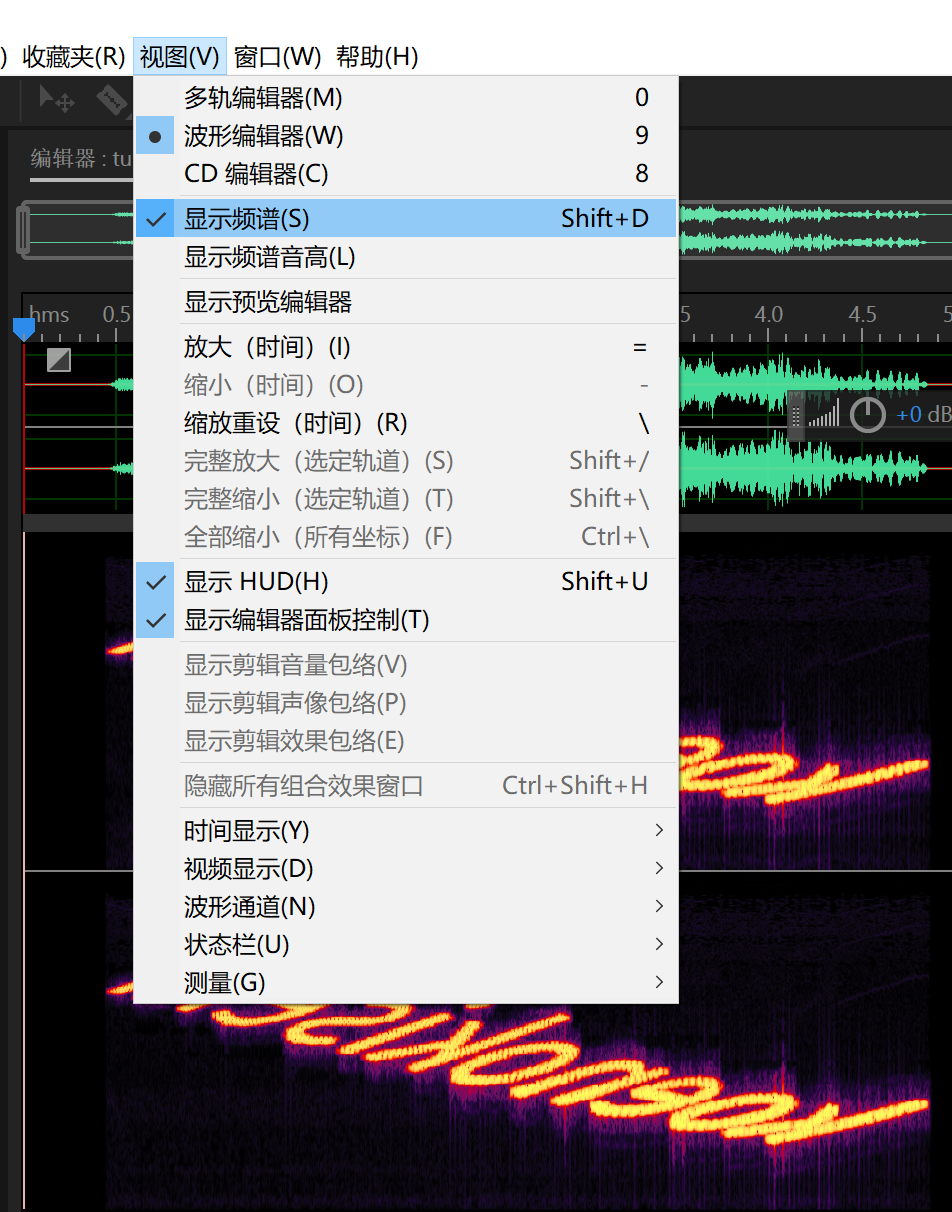 ) 收藏夹(R) 视图(V) 窗口(W) 帮助(H)
多轨编辑器(M) 0
波形编辑器(W) 9
CD 编辑器(C) 8
编辑器 : tu
显示频谱(S) Shift+D
显示频谱音高(L)
显示预览编辑器
hms 0.5 5 4.0 4.5 5
放大（时间）(I) =
缩小（时间）(O) -
缩放重设（时间）(R) \
+0 dB
完整放大（选定轨道）(S) Shift+/
完整缩小（选定轨道）(T) Shift+\
全部缩小（所有坐标）(F) Ctrl+\
显示 HUD(H) Shift+U
显示编辑器面板控制(T)
显示剪辑音量包络(V)
显示剪辑声像包络(P)
显示剪辑效果包络(E)
隐藏所有组合效果窗口 Ctrl+Shift+H
时间显示(Y)
视频显示(D)
波形通道(N)
状态栏(U)
测量(G)